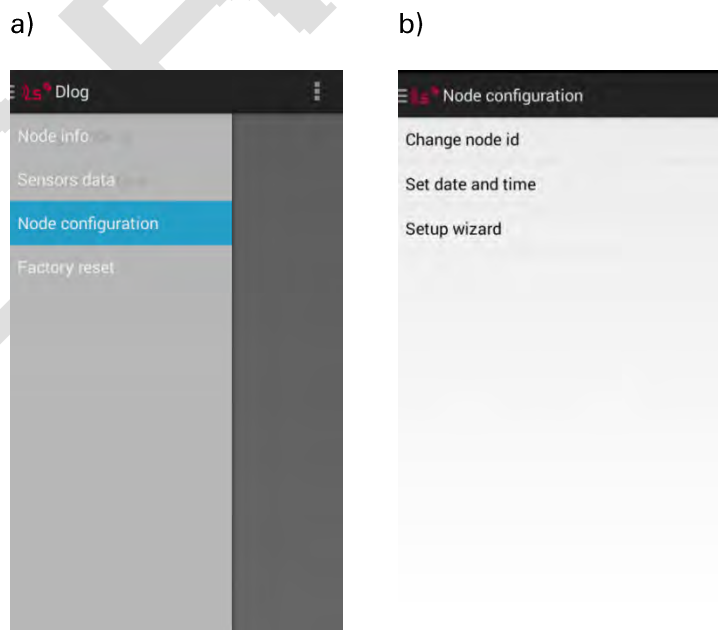 a)
b)
Dlog
Node info
Sensors data
Node configuration
Factory reset
Node configuration
Change node id
Set date and time
Setup wizard